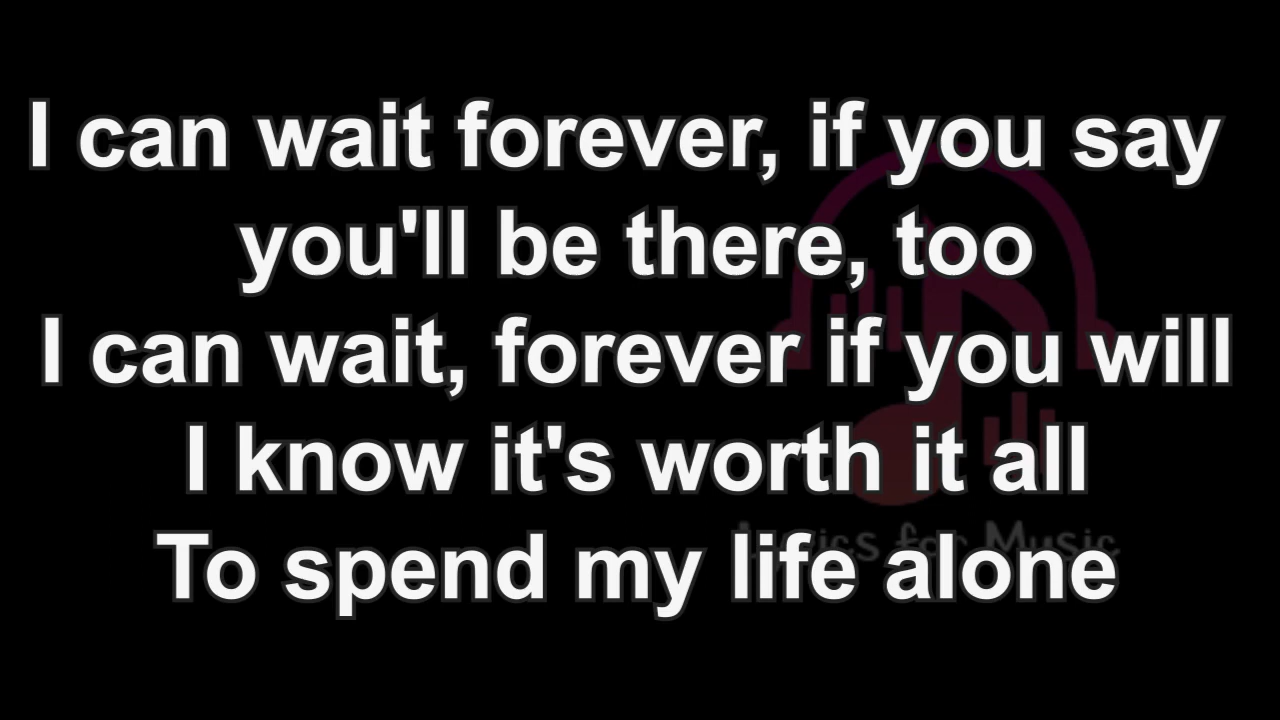 I can wait forever, if you say
you'll be there, too
I can wait, forever if you will
I know it's worth it all
To spend my life alone
Lyrics for Music